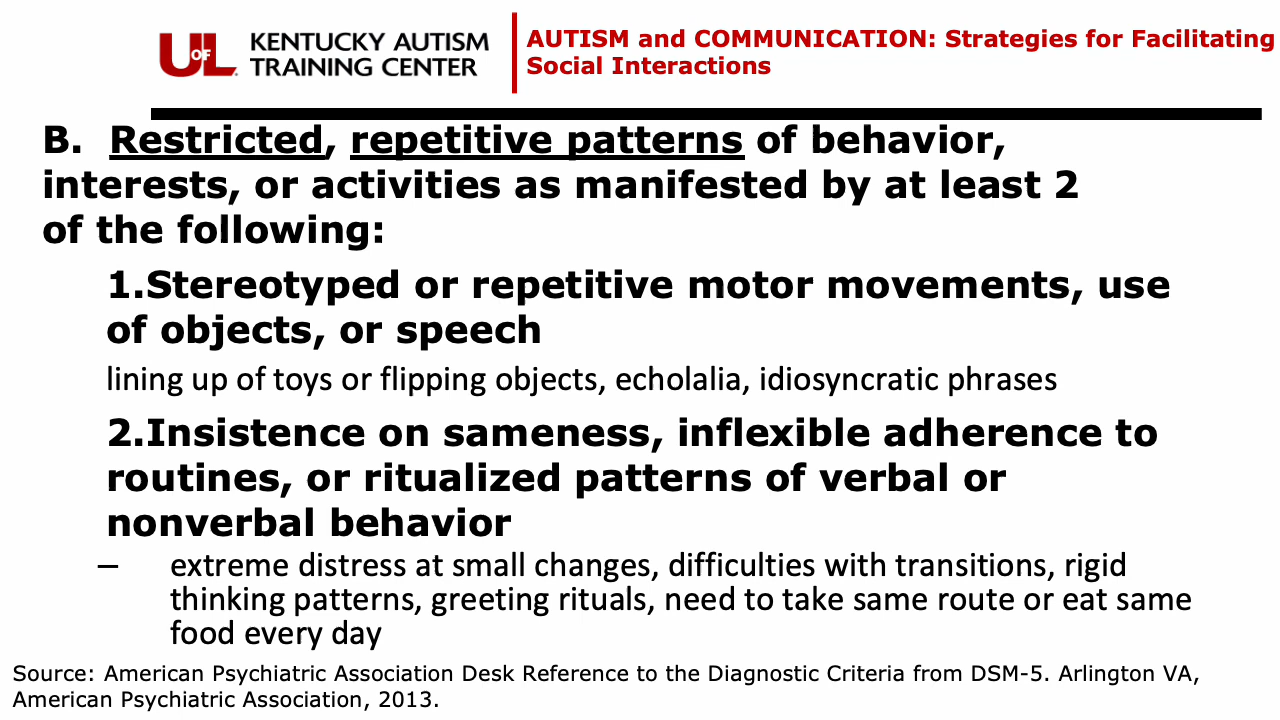 UofL KENTUCKY AUTISM
TRAINING CENTER
AUTISM and COMMUNICATION: Strategies for Facilitating
Social Interactions
B. Restricted, repetitive patterns of behavior,
interests, or activities as manifested by at least 2
of the following:
1.Stereotyped or repetitive motor movements, use
of objects, or speech
lining up of toys or flipping objects, echolalia, idiosyncratic phrases
2.Insistence on sameness, inflexible adherence to
routines, or ritualized patterns of verbal or
nonverbal behavior
– extreme distress at small changes, difficulties with transitions, rigid
thinking patterns, greeting rituals, need to take same route or eat same
food every day
Source: American Psychiatric Association Desk Reference to the Diagnostic Criteria from DSM-5. Arlington VA,
American Psychiatric Association, 2013.